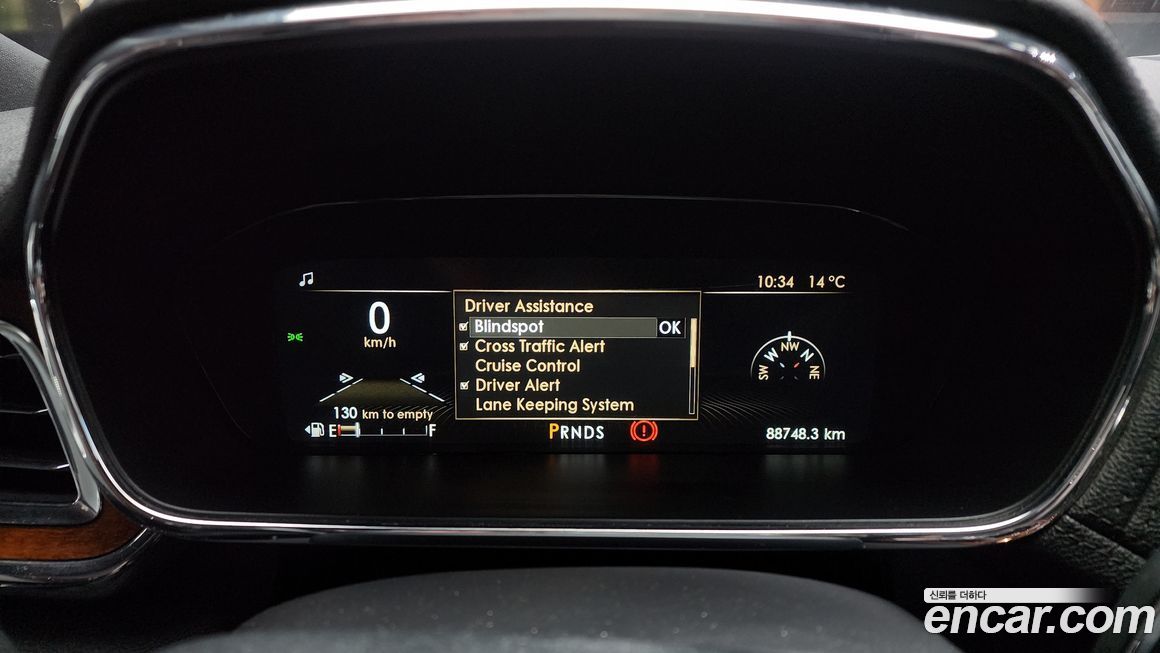 10:34 14 °C
0
km/h
Driver Assistance
Blindspot OK
Cross Traffic Alert
Cruise Control
Driver Alert
Lane Keeping System
SW W NW N NE
130 km to empty
E F
PRNDS
88748.3 km
신뢰를 더하다
encar.com